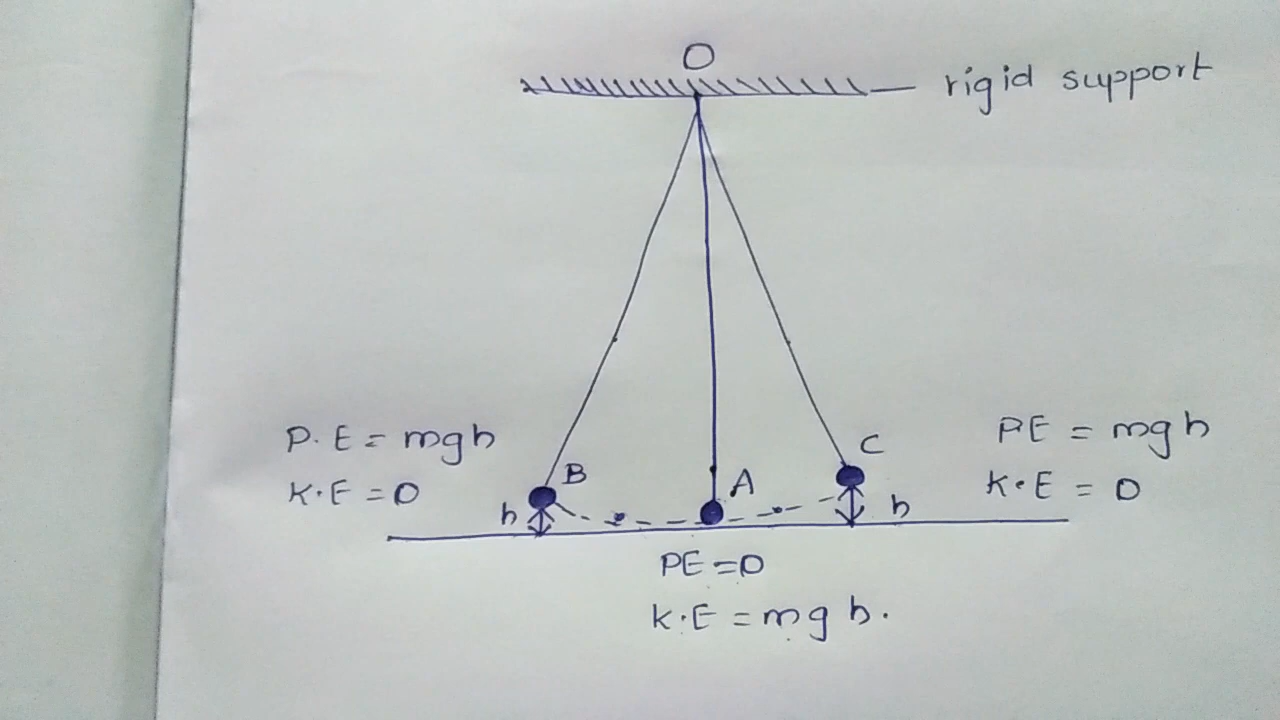 O
rigid support
P.E = mgh
K.E = 0
B
h
A
C
h
PE = mgh
K.E = 0
PE = 0
K.E = mgh.